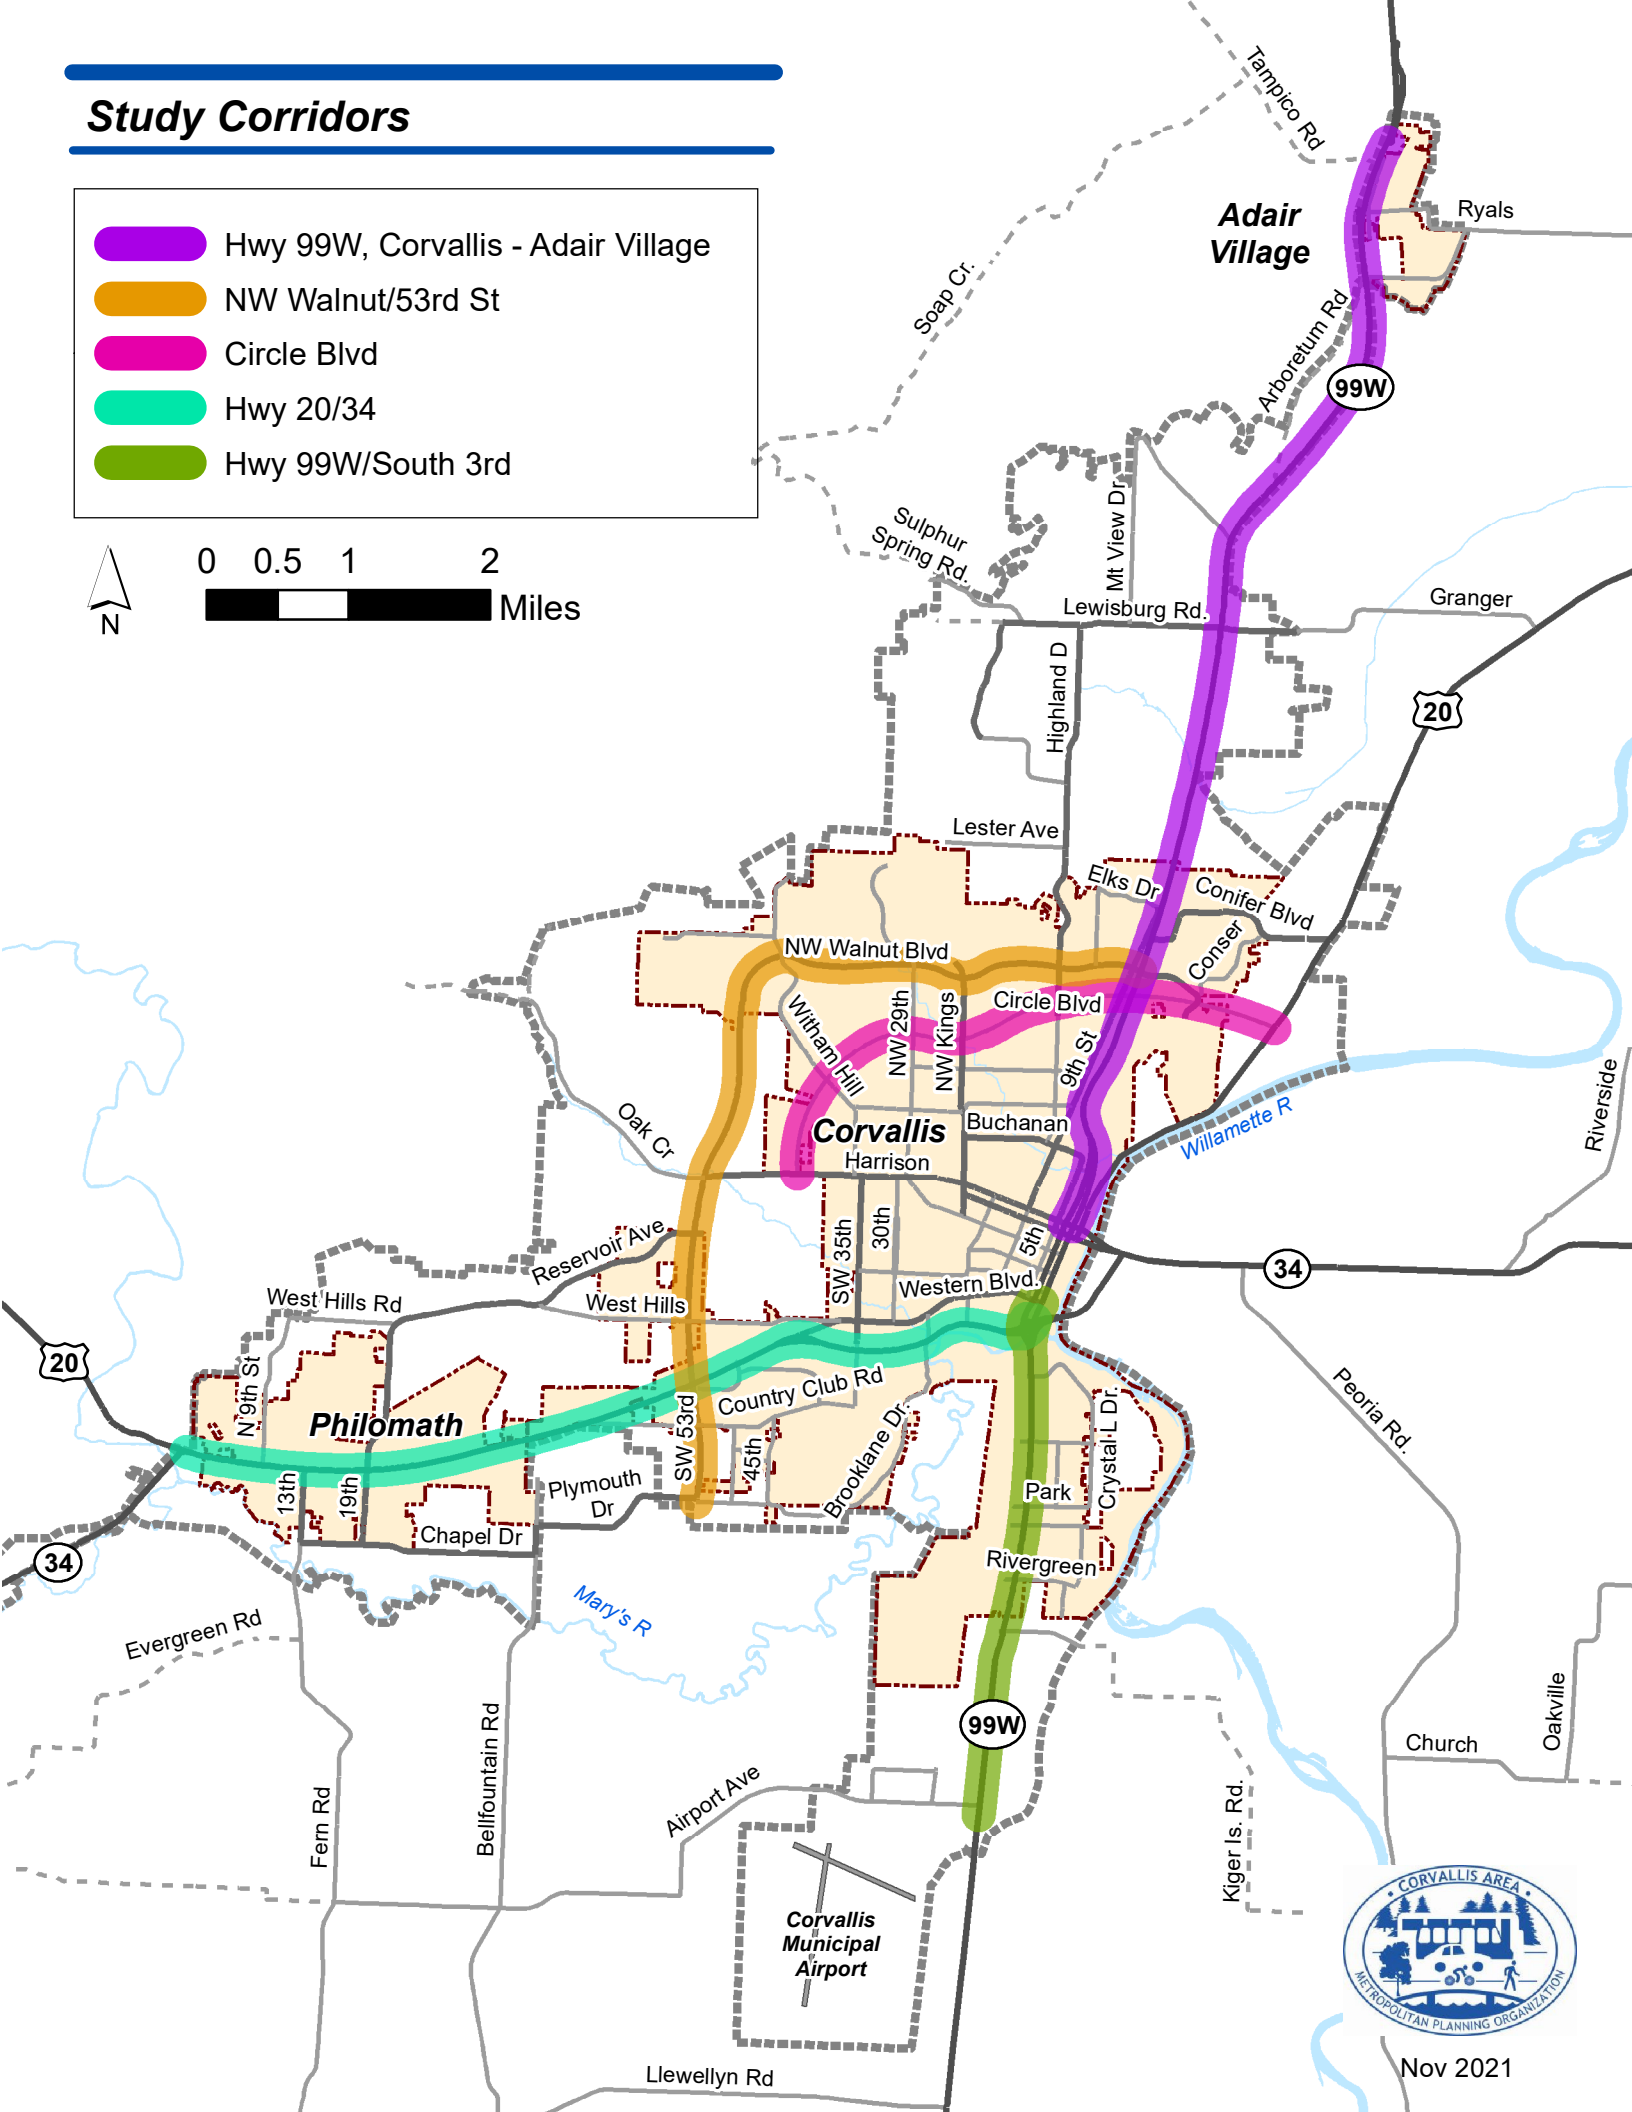 Study Corridors
Hwy 99W, Corvallis - Adair Village
NW Walnut/53rd St
Circle Blvd
Hwy 20/34
Hwy 99W/South 3rd
0 0.5 1 2
Miles
N
Tampico Rd
Adair
Village
Ryals
Soap Cr.
Arboretum Rd
99W
Sulphur
Spring Rd.
Mt View Dr.
Lewisburg Rd.
Granger
Highland D
20
Lester Ave
Elks Dr
Conifer Blvd
Conser
NW Walnut Blvd
Circle Blvd
NW 29th
NW Kings
Witham Hill
9th St
Oak Cr
Corvallis
Buchanan
Harrison
Willamette R
Riverside
SW 35th
30th
5th
Reservoir Ave
34
West Hills Rd
West Hills
Western Blvd.
20
N 9th St
Philomath
Country Club Rd
SW 53rd
45th
Brooklane Dr.
Crystal L Dr.
Peoria Rd.
Park
13th
19th
Plymouth
Dr
Chapel Dr
Rivergreen
34
Mary's R
Evergreen Rd
99W
Church
Oakville
Fern Rd
Bellfountain Rd
Airport Ave
Kiger Is. Rd.
Corvallis
Municipal
Airport
CORVALLIS AREA
METROPOLITAN PLANNING ORGANIZATION
Nov 2021
Llewellyn Rd